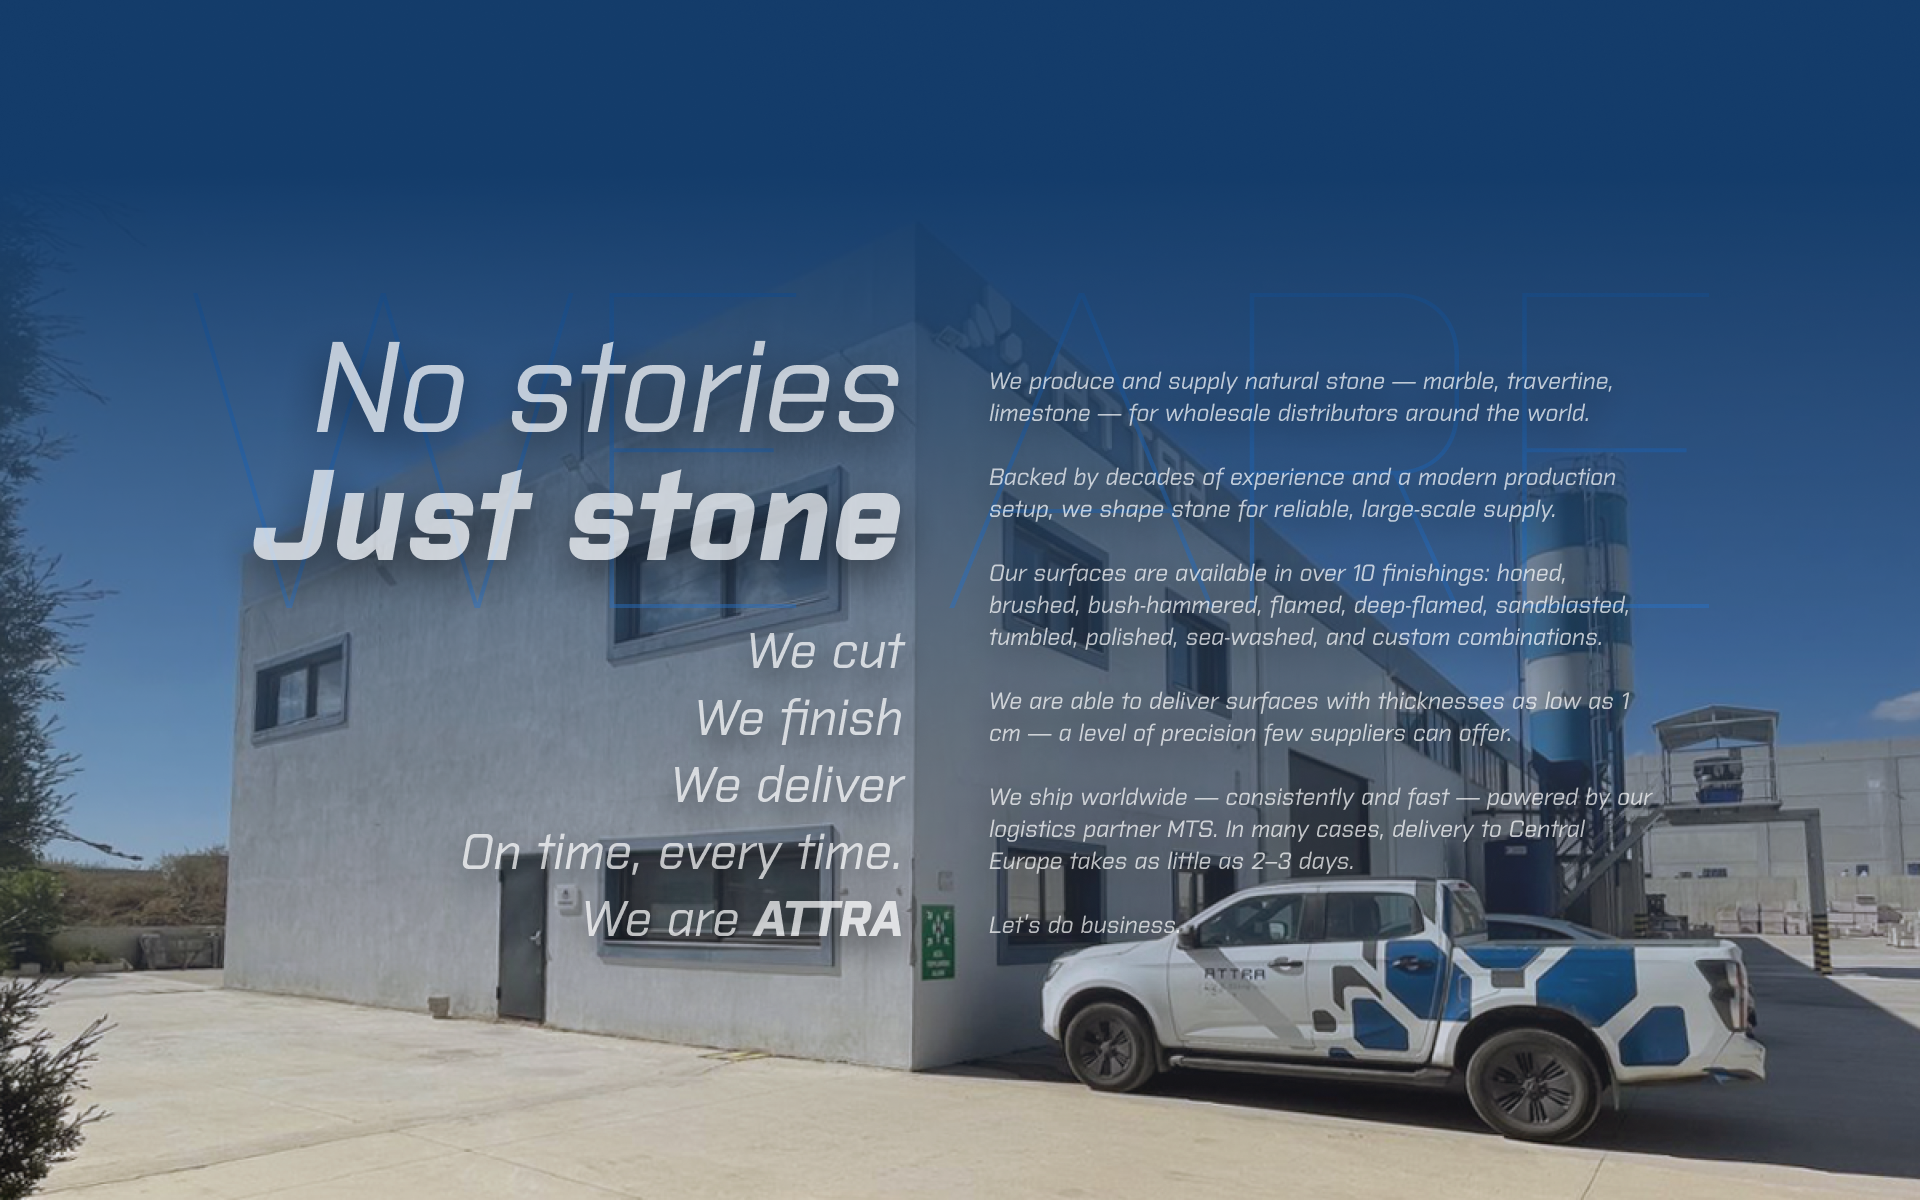 WE ARE
No stories
Just stone
We cut
We finish
We deliver
On time, every time.
We are ATTRA
We produce and supply natural stone — marble, travertine,
limestone — for wholesale distributors around the world.
Backed by decades of experience and a modern production
setup, we shape stone for reliable, large-scale supply.
Our surfaces are available in over 10 finishings: honed,
brushed, bush-hammered, flamed, deep-flamed, sandblasted,
tumbled, polished, sea-washed, and custom combinations.
We are able to deliver surfaces with thicknesses as low as 1
cm — a level of precision few suppliers can offer.
We ship worldwide — consistently and fast — powered by our
logistics partner MTS. In many cases, delivery to Central
Europe takes as little as 2–3 days.
Let's do business.
ATTRA
ATTRA